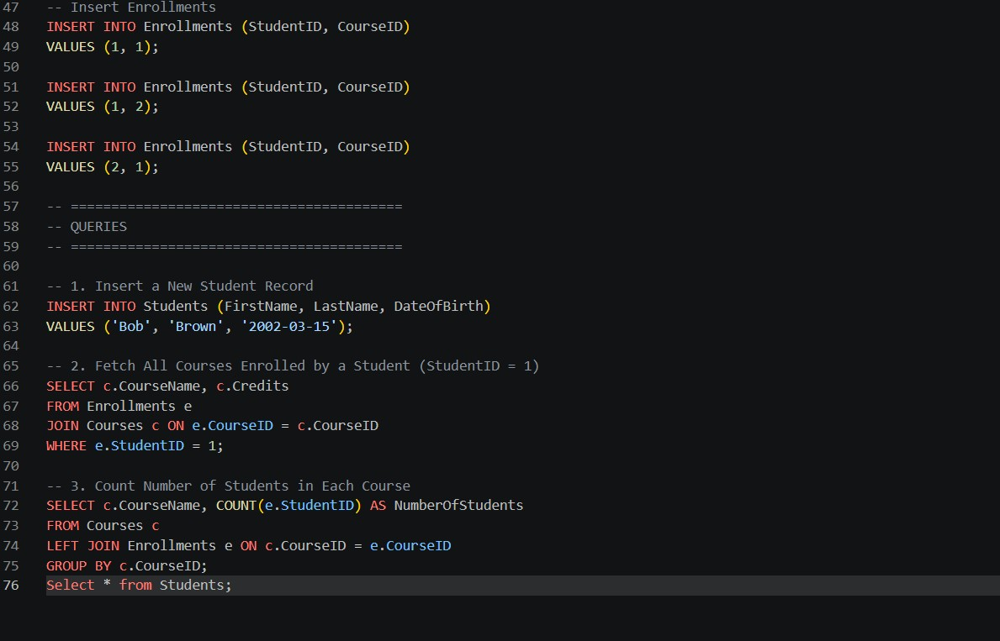 47 -- Insert Enrollments
48 INSERT INTO Enrollments (StudentID, CourseID)
49 VALUES (1, 1);
50
51 INSERT INTO Enrollments (StudentID, CourseID)
52 VALUES (1, 2);
53
54 INSERT INTO Enrollments (StudentID, CourseID)
55 VALUES (2, 1);
56
57 -- =========================================
58 -- QUERIES
59 -- =========================================
60
61 -- 1. Insert a New Student Record
62 INSERT INTO Students (FirstName, LastName, DateOfBirth)
63 VALUES ('Bob', 'Brown', '2002-03-15');
64
65 -- 2. Fetch All Courses Enrolled by a Student (StudentID = 1)
66 SELECT c.CourseName, c.Credits
67 FROM Enrollments e
68 JOIN Courses c ON e.CourseID = c.CourseID
69 WHERE e.StudentID = 1;
70
71 -- 3. Count Number of Students in Each Course
72 SELECT c.CourseName, COUNT(e.StudentID) AS NumberOfStudents
73 FROM Courses c
74 LEFT JOIN Enrollments e ON c.CourseID = e.CourseID
75 GROUP BY c.CourseID;
76 Select * from Students;